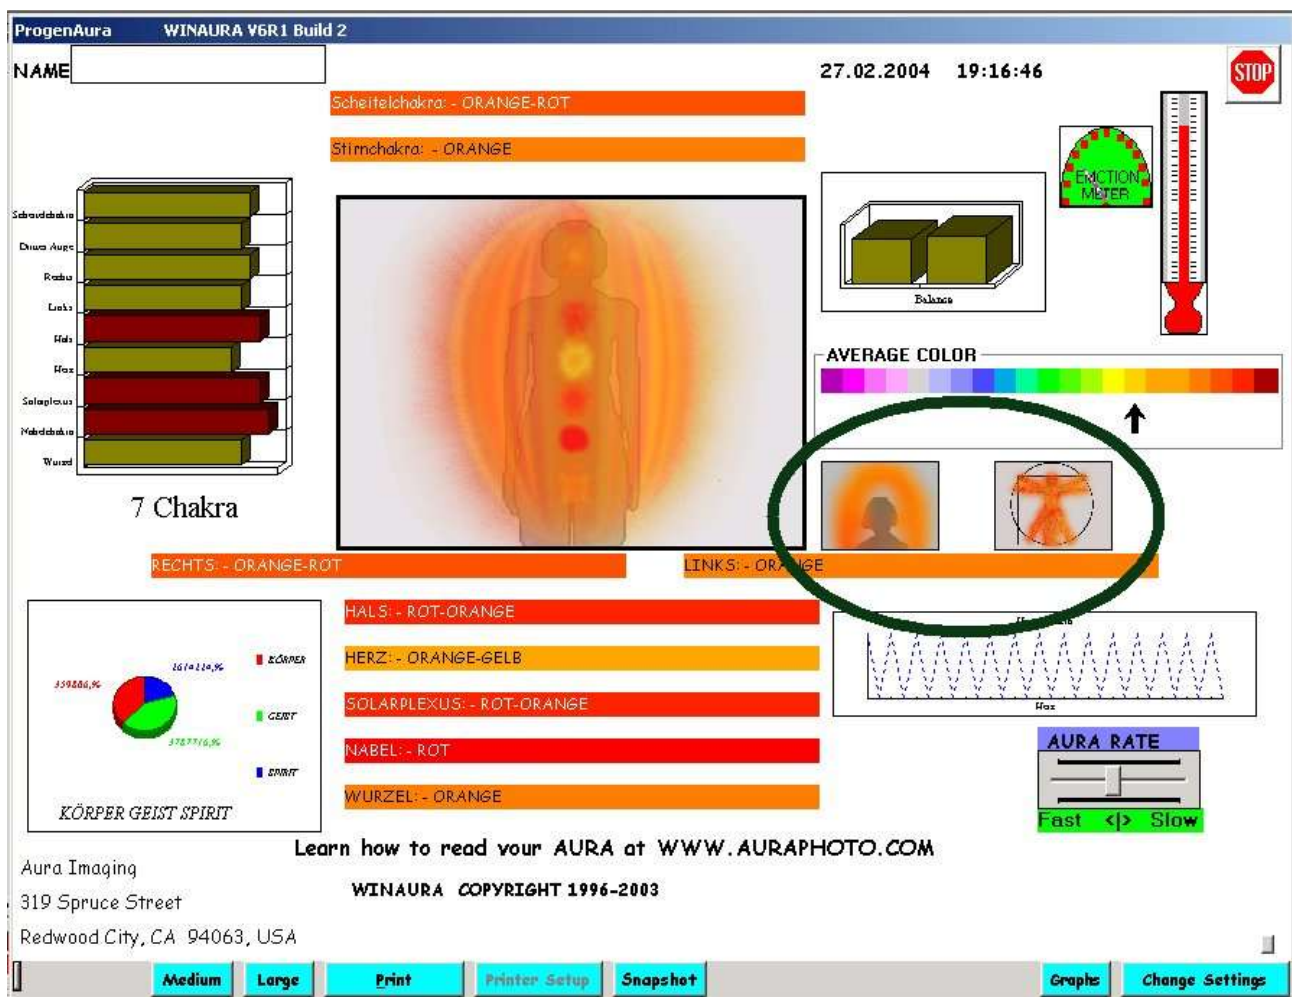 ProgenAura WINAURA V6R1 Build 2
NAME
27.02.2004 19:16:46
STOP
Scheitelchakra: - ORANGE-ROT
Stirnchakra: - ORANGE
EMOTION
METER
Scheitelchakra
Drittes Auge
Rechts
Links
Hals
Herz
Solarplexus
Nabelchakra
Wurzel
7 Chakra
Balance
AVERAGE COLOR
RECHTS: - ORANGE-ROT
LINKS: - ORANGE
HALS: - ROT-ORANGE
HERZ: - ORANGE-GELB
SOLARPLEXUS: - ROT-ORANGE
NABEL: - ROT
WURZEL: - ORANGE
KÖRPER
GEIST
SPIRIT
KÖRPER GEIST SPIRIT
AURA RATE
Fast <|> Slow
Learn how to read your AURA at WWW.AURAPHOTO.COM
WINAURA COPYRIGHT 1996-2003
Aura Imaging
319 Spruce Street
Redwood City, CA 94063, USA
Medium Large Print Printer Setup Snapshot Graphs Change Settings